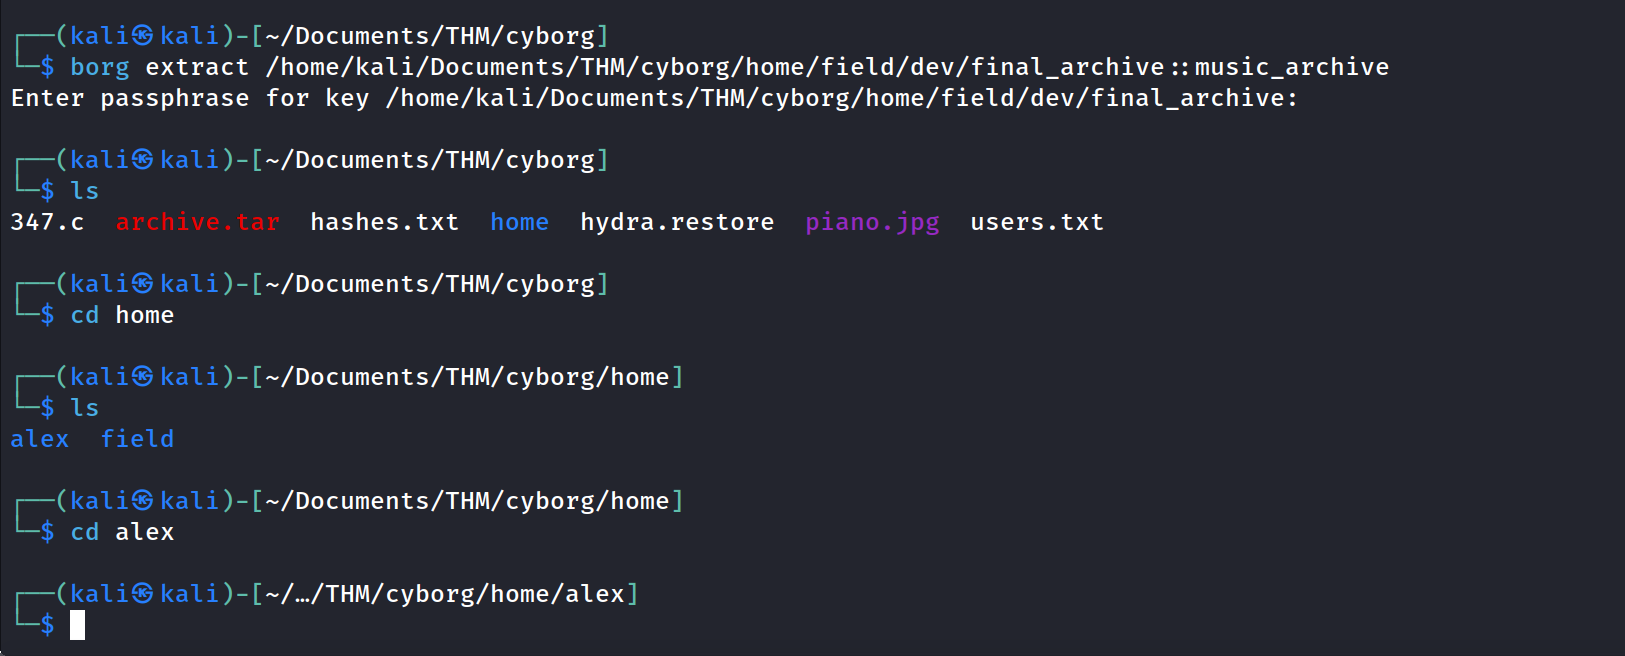 ┌──(kali㉿kali)-[~/Documents/THM/cyborg]
└─$ borg extract /home/kali/Documents/THM/cyborg/home/field/dev/final_archive::music_archive
Enter passphrase for key /home/kali/Documents/THM/cyborg/home/field/dev/final_archive:
┌──(kali㉿kali)-[~/Documents/THM/cyborg]
└─$ ls
347.c  archive.tar  hashes.txt  home  hydra.restore  piano.jpg  users.txt
┌──(kali㉿kali)-[~/Documents/THM/cyborg]
└─$ cd home
┌──(kali㉿kali)-[~/Documents/THM/cyborg/home]
└─$ ls
alex  field
┌──(kali㉿kali)-[~/Documents/THM/cyborg/home]
└─$ cd alex
┌──(kali㉿kali)-[~/…/THM/cyborg/home/alex]
└─$